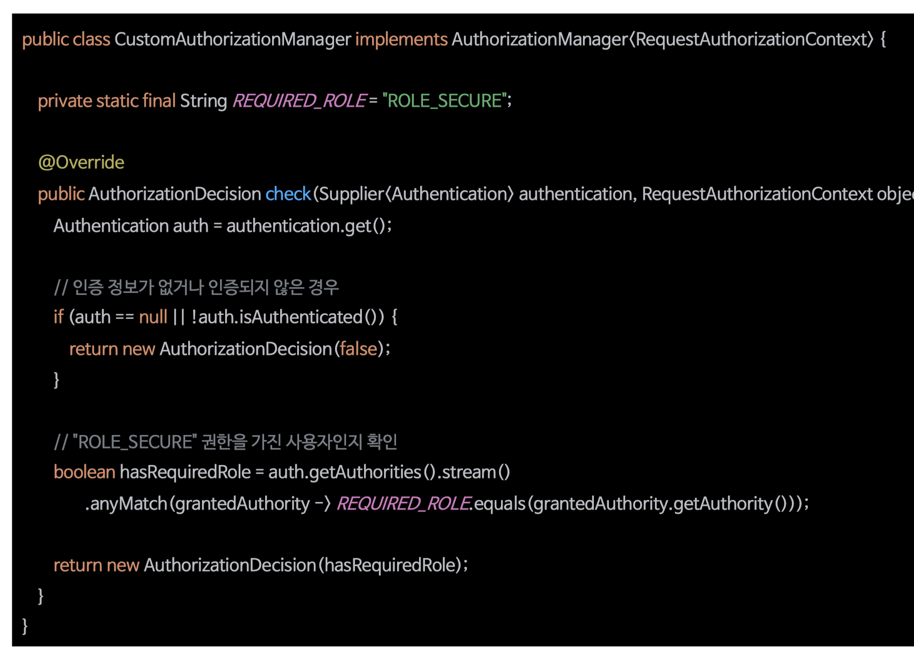 public class CustomAuthorizationManager implements AuthorizationManager<RequestAuthorizationContext> {
private static final String REQUIRED_ROLE = "ROLE_SECURE";
@Override
public AuthorizationDecision check(Supplier<Authentication> authentication, RequestAuthorizationContext obje
Authentication auth = authentication.get();
// 인증 정보가 없거나 인증되지 않은 경우
if (auth == null || !auth.isAuthenticated()) {
return new AuthorizationDecision(false);
}
// "ROLE_SECURE" 권한을 가진 사용자인지 확인
boolean hasRequiredRole = auth.getAuthorities().stream()
.anyMatch(grantedAuthority -> REQUIRED_ROLE.equals(grantedAuthority.getAuthority()));
return new AuthorizationDecision(hasRequiredRole);
}
}